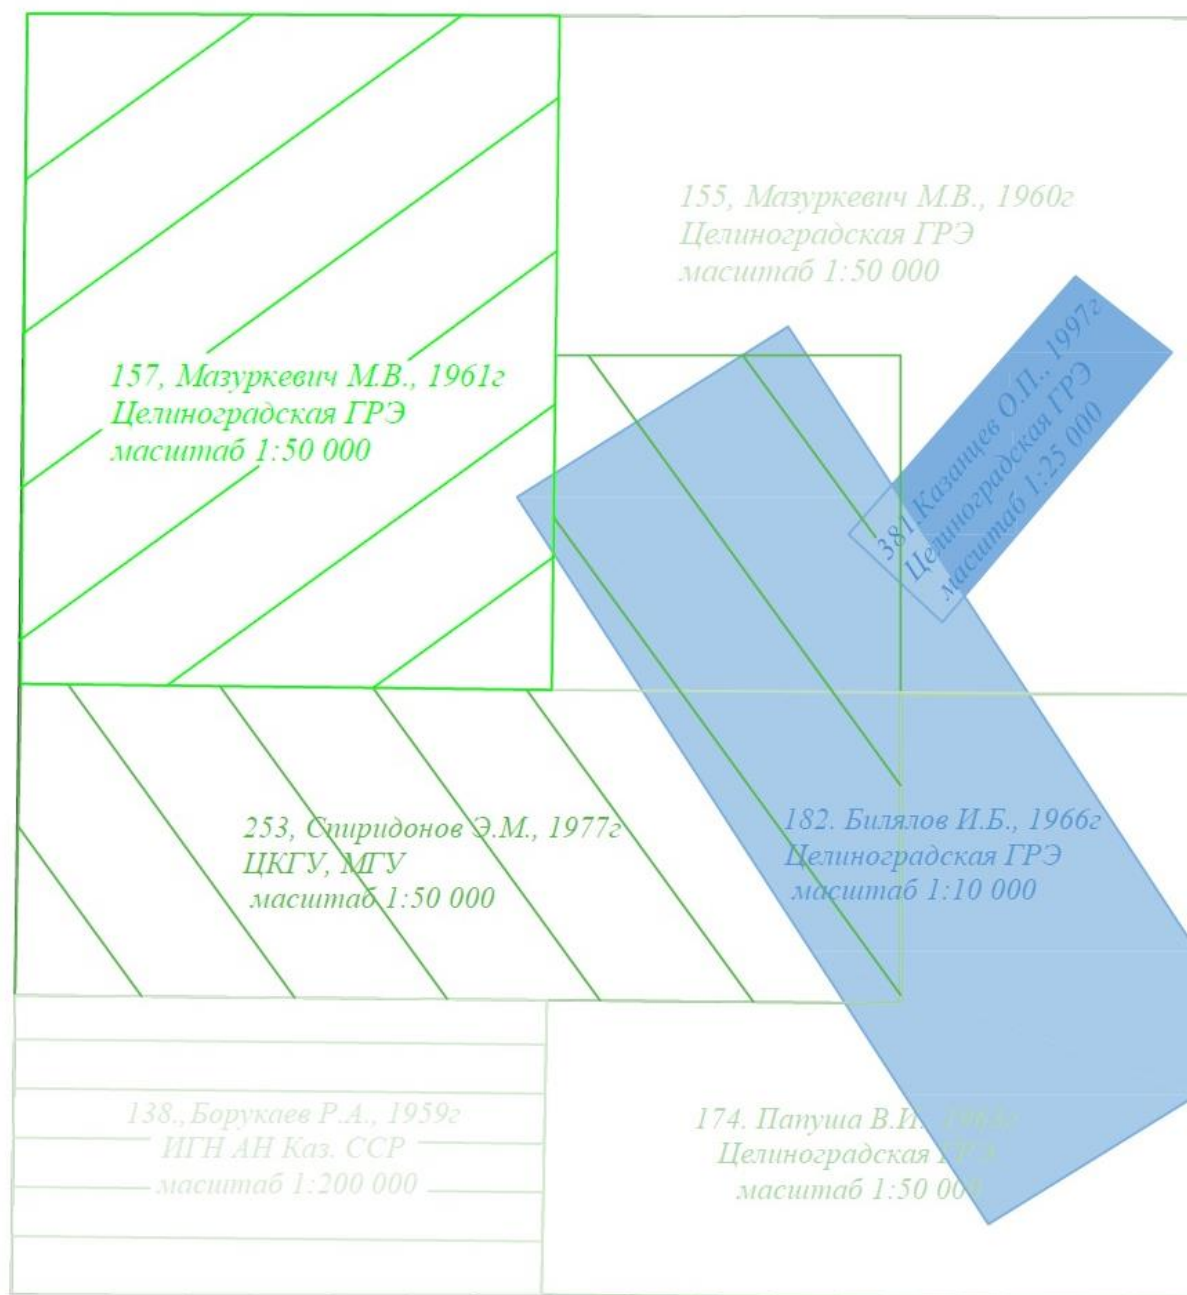 155, Мазуркевич М.В., 1960г
Целиноградская ГРЭ
масштаб 1:50 000
157, Мазуркевич М.В., 1961г
Целиноградская ГРЭ
масштаб 1:50 000
381.Казанцев О.П., 1997г
Целиноградская ГРЭ
масштаб 1:25 000
253, Спиридонов Э.М., 1977г
ЦКГУ, МГУ
масштаб 1:50 000
182. Билялов И.Б., 1966г
Целиноградская ГРЭ
масштаб 1:10 000
138., Борукаев Р.А., 1959г
ИГН АН Каз. ССР
масштаб 1:200 000
174. Папуша В.И.
Целиноградская ГРЭ
масштаб 1:50 000